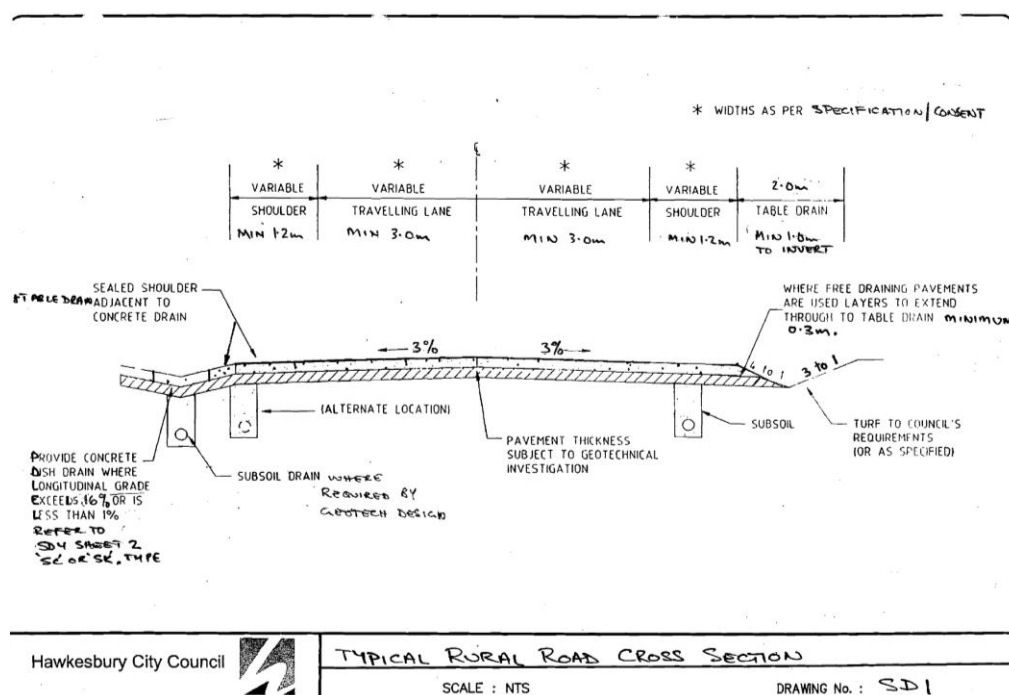 * WIDTHS AS PER SPECIFICATION/CONSENT
℄
* * * *
VARIABLE VARIABLE VARIABLE VARIABLE 2.0m
SHOULDER TRAVELLING LANE TRAVELLING LANE SHOULDER TABLE DRAIN
MIN 1.2m MIN 3.0m MIN 3.0m MIN 1.2m MIN 1.0m
TO INVERT
SEALED SHOULDER
ADJACENT TO
CONCRETE DRAIN
WHERE FREE DRAINING PAVEMENTS
ARE USED LAYERS TO EXTEND
THROUGH TO TABLE DRAIN MINIMUM
0.3m.
3% 3%
4 to 1
3 to 1
(ALTERNATE LOCATION)
SUBSOIL
TURF TO COUNCIL'S
REQUIREMENTS
(OR AS SPECIFIED)
PAVEMENT THICKNESS
SUBJECT TO GEOTECHNICAL
INVESTIGATION
SUBSOIL DRAIN WHERE
REQUIRED BY
GEOTECH DESIGN
PROVIDE CONCRETE
DISH DRAIN WHERE
LONGITUDINAL GRADE
EXCEEDS 16% OR IS
LESS THAN 1%
REFER TO
SD4 SHEET 2
TYPE
Hawkesbury City Council
TYPICAL RURAL ROAD CROSS SECTION
SCALE : NTS DRAWING No. : SD1